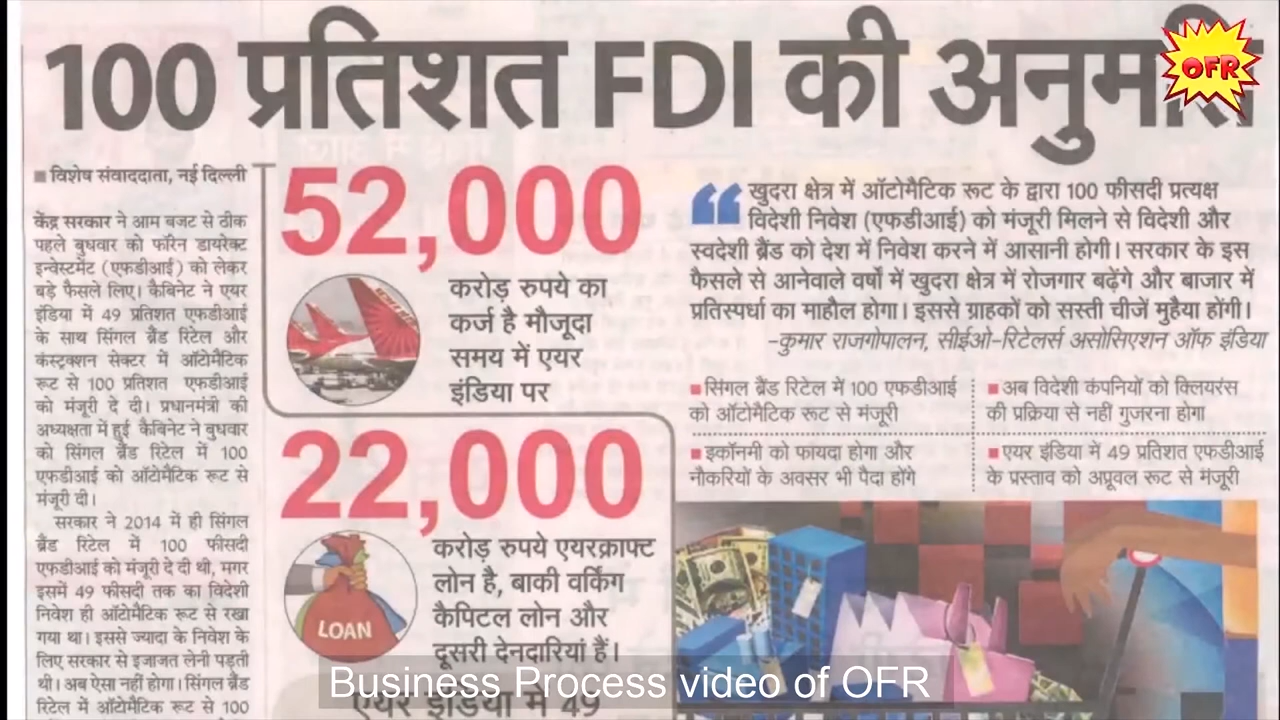 100 प्रतिशत FDI की अनुमति
OFR
■ विशेष संवाददाता, नई दिल्ली
केंद्र सरकार ने आम बजट से ठीक
पहले बुधवार को फॉरेन डायरेक्ट
इन्वेस्टमेंट (एफडीआई) को लेकर
बड़े फैसले लिए। कैबिनेट ने एयर
इंडिया में 49 प्रतिशत एफडीआई
के साथ सिंगल ब्रैंड रिटेल और
कंस्ट्रक्शन सेक्टर में ऑटोमैटिक
रूट से 100 प्रतिशत एफडीआई
को मंजूरी दे दी। प्रधानमंत्री की
अध्यक्षता में हुई कैबिनेट ने बुधवार
को सिंगल ब्रैंड रिटेल में 100
एफडीआई को ऑटोमैटिक रूट से
मंजूरी दी।
सरकार ने 2014 में ही सिंगल
ब्रैंड रिटेल में 100 फीसदी
एफडीआई को मंजूरी दे दी थी, मगर
इसमें 49 फीसदी तक का विदेशी
निवेश ही ऑटोमैटिक रूट से रखा
गया था। इससे ज्यादा के निवेश के
लिए सरकार से इजाजत लेनी पड़ती
थी। अब ऐसा नहीं होगा। सिंगल ब्रैंड
रिटेल में ऑटोमैटिक रूट से 100
52,000
करोड़ रुपये का
कर्ज है मौजूदा
समय में एयर
इंडिया पर
22,000
करोड़ रुपये एयरक्राफ्ट
लोन है, बाकी वर्किंग
कैपिटल लोन और
दूसरी देनदारियां हैं।
LOAN
एयर इंडिया में 49
“खुदरा क्षेत्र में ऑटोमैटिक रूट के द्वारा 100 फीसदी प्रत्यक्ष
विदेशी निवेश (एफडीआई) को मंजूरी मिलने से विदेशी और
स्वदेशी ब्रैंड को देश में निवेश करने में आसानी होगी। सरकार के इस
फैसले से आनेवाले वर्षों में खुदरा क्षेत्र में रोजगार बढ़ेंगे और बाजार में
प्रतिस्पर्धा का माहौल होगा। इससे ग्राहकों को सस्ती चीजें मुहैया होंगी।
-कुमार राजगोपालन, सीईओ-रिटेलर्स असोसिएशन ऑफ इंडिया
■ सिंगल ब्रैंड रिटेल में 100 एफडीआई
को ऑटोमैटिक रूट से मंजूरी
■ अब विदेशी कंपनियों को क्लियरंस
की प्रक्रिया से नहीं गुजरना होगा
■ इकॉनमी को फायदा होगा और
नौकरियों के अवसर भी पैदा होंगे
■ एयर इंडिया में 49 प्रतिशत एफडीआई
के प्रस्ताव को अप्रूवल रूट से मंजूरी
Business Process video of OFR